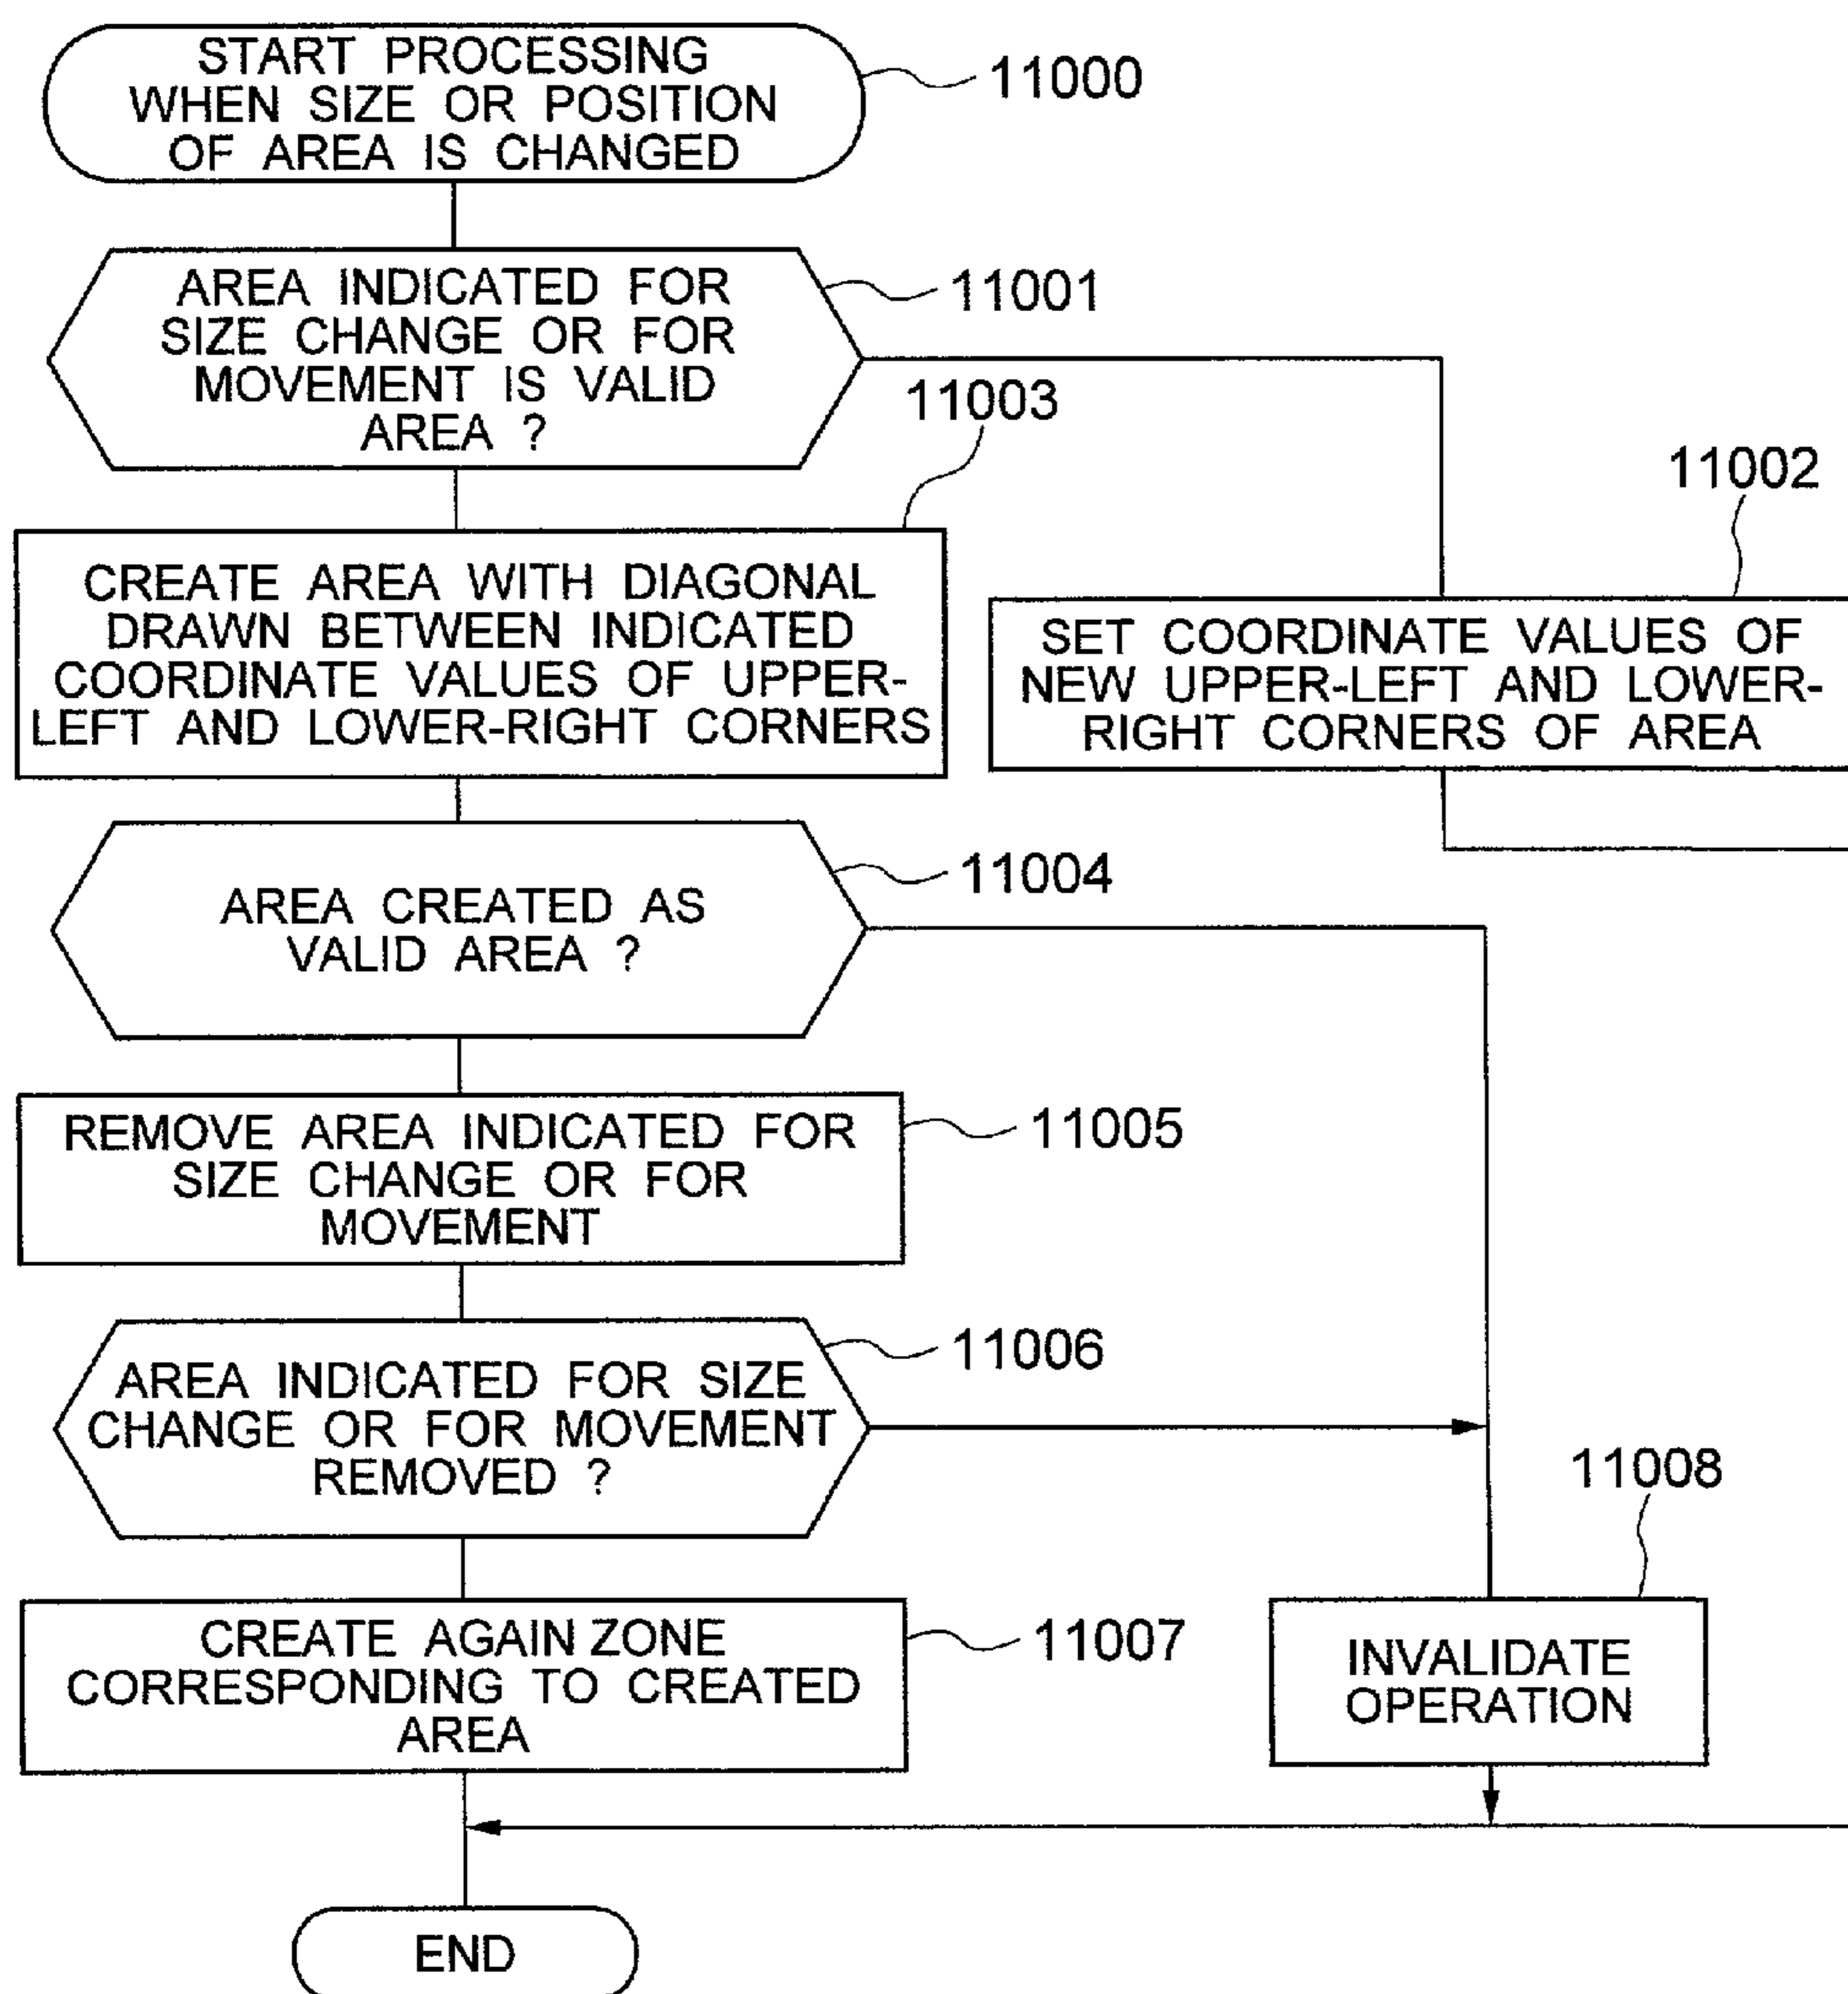 START PROCESSING
WHEN SIZE OR POSITION
OF AREA IS CHANGED
11000
AREA INDICATED FOR
SIZE CHANGE OR FOR
MOVEMENT IS VALID
AREA ?
11001
11003
CREATE AREA WITH DIAGONAL
DRAWN BETWEEN INDICATED
COORDINATE VALUES OF UPPER-
LEFT AND LOWER-RIGHT CORNERS
11002
SET COORDINATE VALUES OF
NEW UPPER-LEFT AND LOWER-
RIGHT CORNERS OF AREA
AREA CREATED AS
VALID AREA ?
11004
REMOVE AREA INDICATED FOR
SIZE CHANGE OR FOR
MOVEMENT
11005
AREA INDICATED FOR SIZE
CHANGE OR FOR MOVEMENT
REMOVED ?
11006
CREATE AGAIN ZONE
CORRESPONDING TO CREATED
AREA
11007
11008
INVALIDATE
OPERATION
END